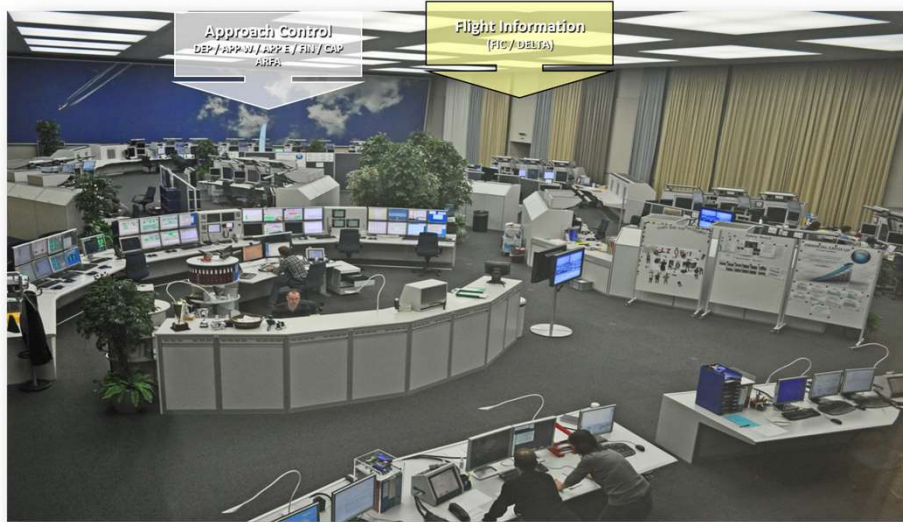 Approach Control
DEP / APP W / APP E / FIN / CAP
ARFA
Flight Information
(FIC / DELTA)